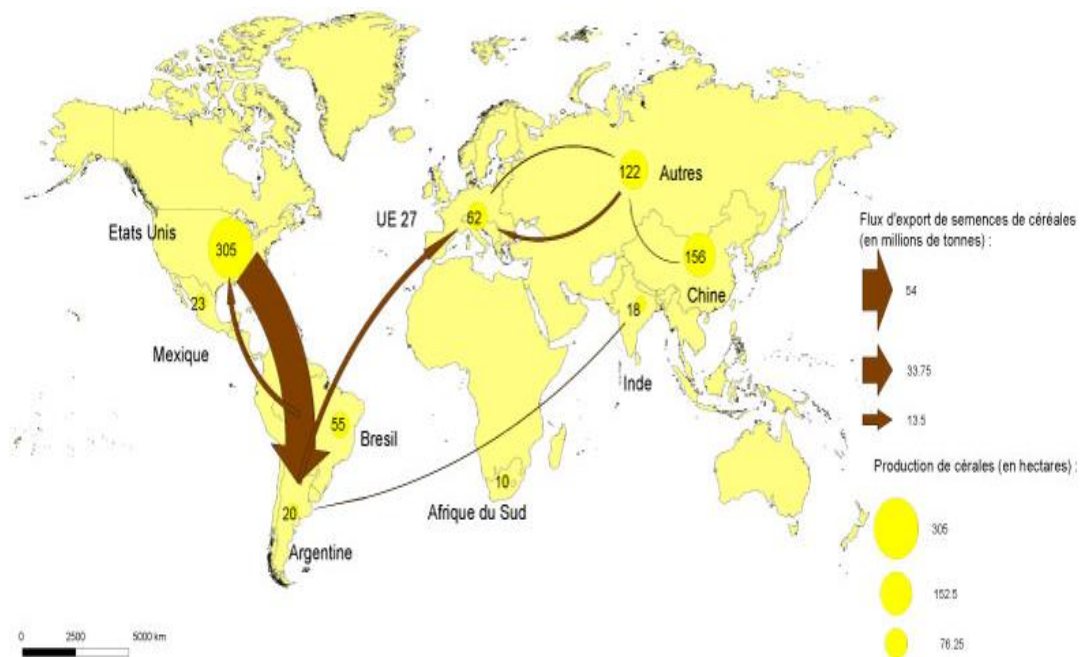 122
Autres
UE 27
62
Etats Unis
305
156
Chine
23
18
Mexique
Inde
55
Bresil
10
Afrique du Sud
20
Argentine
0 2500 5000 km
Flux d'export de semences de céréales
(en millions de tonnes) :
54
33.75
13.5
Production de cérales (en hectares) :
305
152.5
76.25